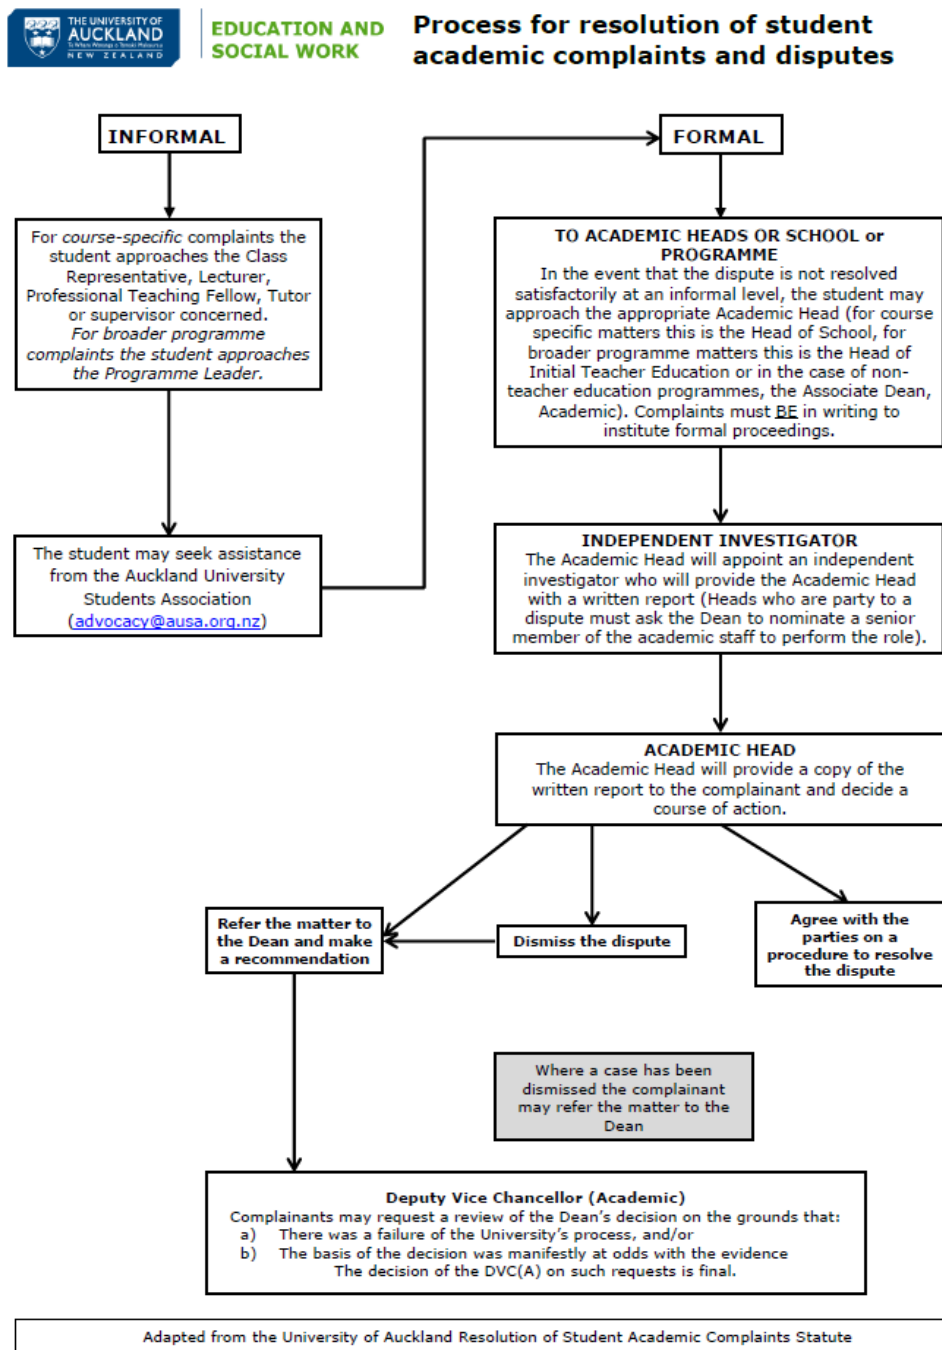 THE UNIVERSITY OF
AUCKLAND
Te Whare Wānanga o Tāmaki Makaurau
NEW ZEALAND
EDUCATION AND
SOCIAL WORK
Process for resolution of student
academic complaints and disputes
INFORMAL
For course-specific complaints the
student approaches the Class
Representative, Lecturer,
Professional Teaching Fellow, Tutor
or supervisor concerned.
For broader programme
complaints the student approaches
the Programme Leader.
The student may seek assistance
from the Auckland University
Students Association
(advocacy@ausa.org.nz)
FORMAL
TO ACADEMIC HEADS OR SCHOOL or
PROGRAMME
In the event that the dispute is not resolved
satisfactorily at an informal level, the student may
approach the appropriate Academic Head (for course
specific matters this is the Head of School, for
broader programme matters this is the Head of
Initial Teacher Education or in the case of non-
teacher education programmes, the Associate Dean,
Academic). Complaints must BE in writing to
institute formal proceedings.
INDEPENDENT INVESTIGATOR
The Academic Head will appoint an independent
investigator who will provide the Academic Head
with a written report (Heads who are party to a
dispute must ask the Dean to nominate a senior
member of the academic staff to perform the role).
ACADEMIC HEAD
The Academic Head will provide a copy of the
written report to the complainant and decide a
course of action.
Refer the matter to
the Dean and make
a recommendation
Dismiss the dispute
Agree with the
parties on a
procedure to resolve
the dispute
Where a case has been
dismissed the complainant
may refer the matter to the
Dean
Deputy Vice Chancellor (Academic)
Complainants may request a review of the Dean's decision on the grounds that:
a) There was a failure of the University's process, and/or
b) The basis of the decision was manifestly at odds with the evidence
The decision of the DVC(A) on such requests is final.
Adapted from the University of Auckland Resolution of Student Academic Complaints Statute